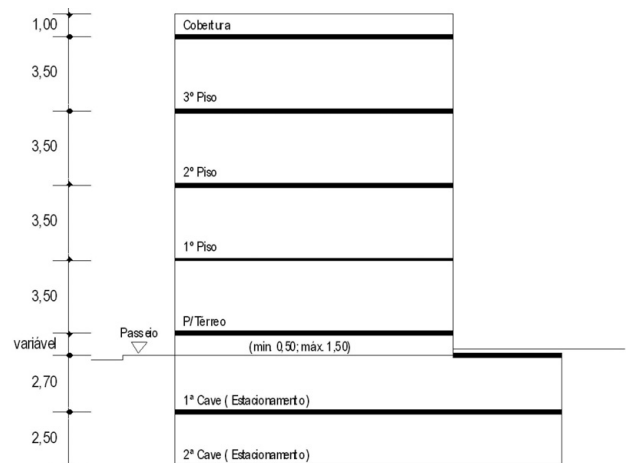 1,00
Cobertura
3,50
3º Piso
3,50
2º Piso
3,50
1º Piso
3,50
P/Térreo
variável
Passeio
(min. 0,50; máx. 1,50)
2,70
1ª Cave ( Estacionamento)
2,50
2ª Cave ( Estacionamento)